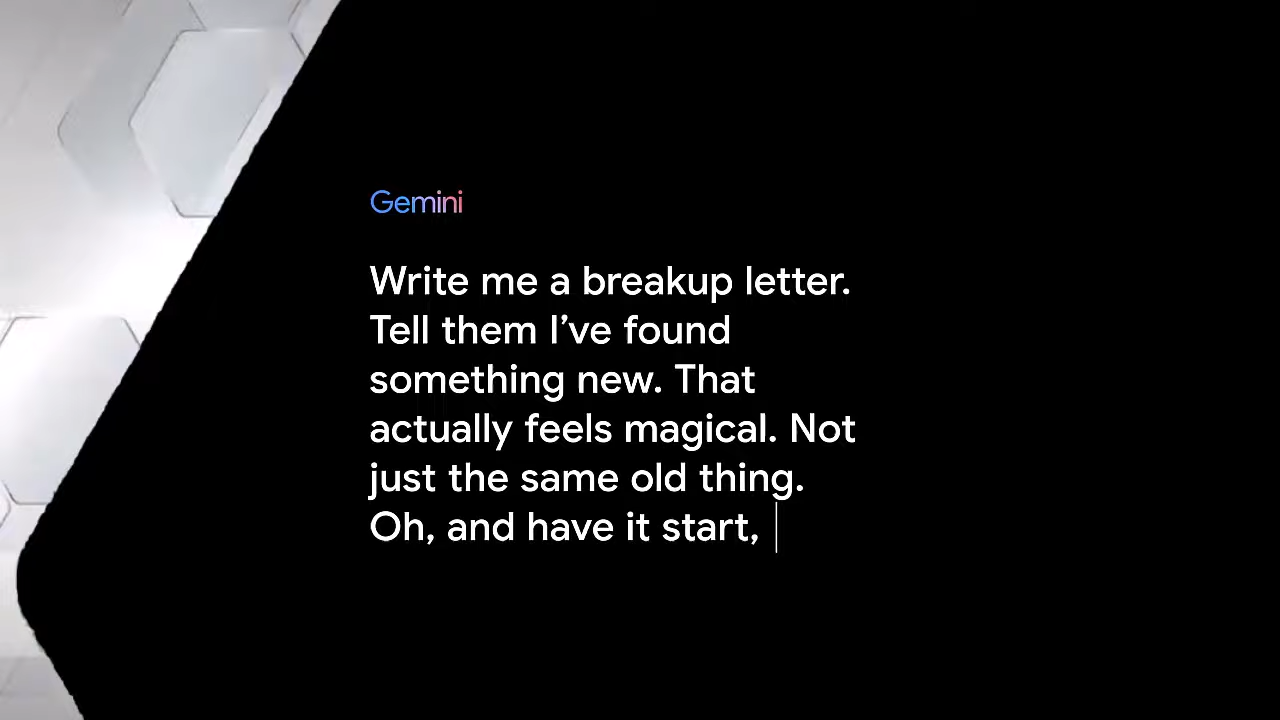 Gemini
Write me a breakup letter.
Tell them I’ve found
something new. That
actually feels magical. Not
just the same old thing.
Oh, and have it start,